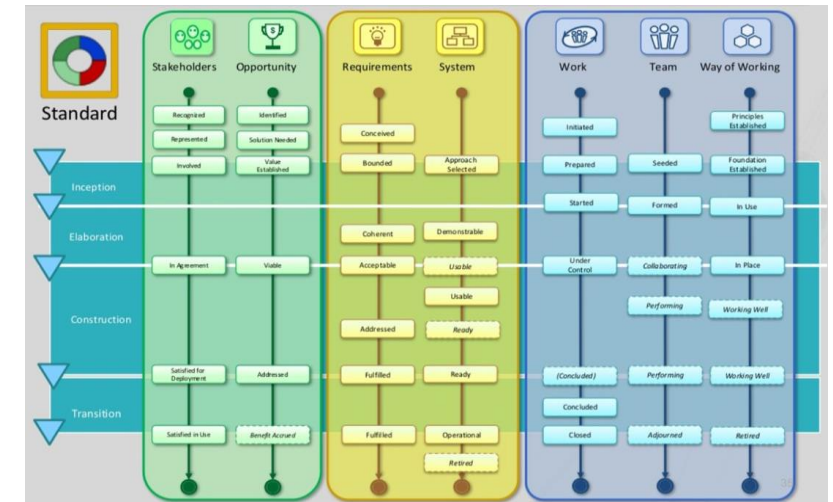 Stakeholders Opportunity Requirements System Work Team Way of Working
Standard
Recognized
Represented
Involved
In Agreement
Satisfied for
Deployment
Satisfied in Use
Identified
Solution Needed
Value
Established
Viable
Addressed
Benefit Accrued
Conceived
Bounded
Coherent
Acceptable
Addressed
Fulfilled
Fulfilled
Approach
Selected
Demonstrable
Usable
Usable
Ready
Ready
Operational
Retired
Initiated
Prepared
Started
Under
Control
(Concluded)
Concluded
Closed
Seeded
Formed
Collaborating
Performing
Performing
Adjourned
Principles
Established
Foundation
Established
In Use
In Place
Working Well
Working Well
Retired
Inception
Elaboration
Construction
Transition